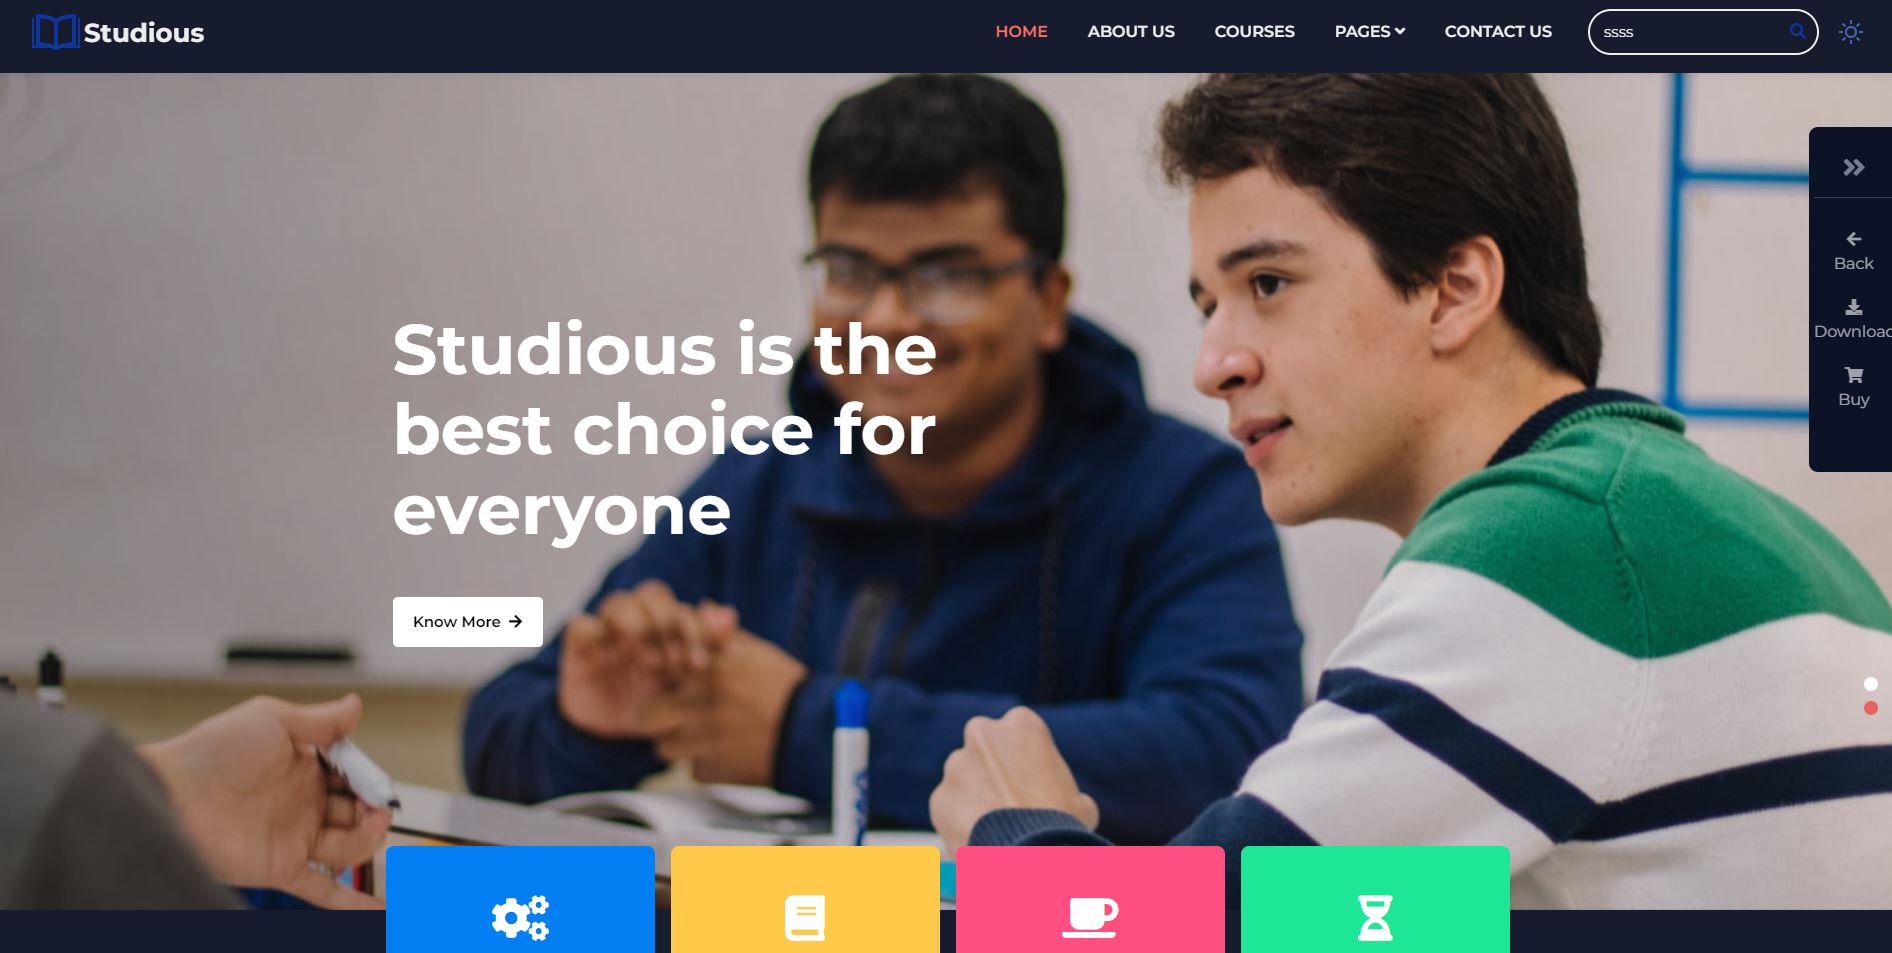 Studious
HOME
ABOUT US
COURSES
PAGES
CONTACT US
ssss
Back
Download
Buy
Studious is the
best choice for
everyone
Know More